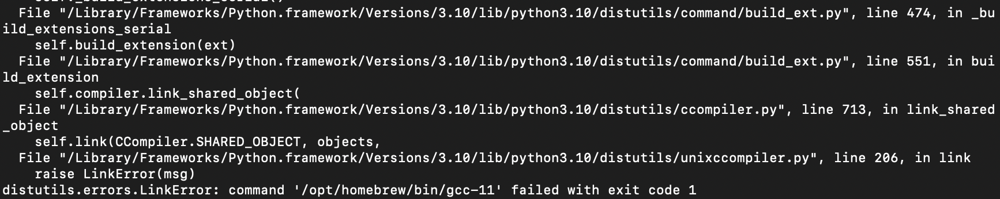 self._build_extensions_serial()
  File "/Library/Frameworks/Python.framework/Versions/3.10/lib/python3.10/distutils/command/build_ext.py", line 474, in _bu
ild_extensions_serial
    self.build_extension(ext)
  File "/Library/Frameworks/Python.framework/Versions/3.10/lib/python3.10/distutils/command/build_ext.py", line 551, in bui
ld_extension
    self.compiler.link_shared_object(
  File "/Library/Frameworks/Python.framework/Versions/3.10/lib/python3.10/distutils/ccompiler.py", line 713, in link_shared
_object
    self.link(CCompiler.SHARED_OBJECT, objects,
  File "/Library/Frameworks/Python.framework/Versions/3.10/lib/python3.10/distutils/unixccompiler.py", line 206, in link
    raise LinkError(msg)
distutils.errors.LinkError: command '/opt/homebrew/bin/gcc-11' failed with exit code 1